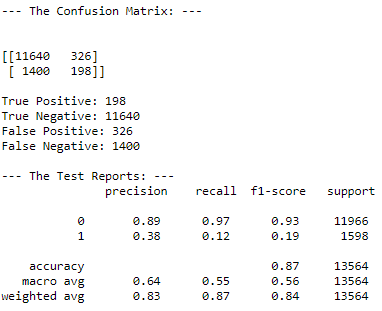 --- The Confusion Matrix: ---
[[11640 326]
[ 1400 198]]
True Positive: 198
True Negative: 11640
False Positive: 326
False Negative: 1400
--- The Test Reports: ---
precision recall f1-score support
0 0.89 0.97 0.93 11966
1 0.38 0.12 0.19 1598
accuracy 0.87 13564
macro avg 0.64 0.55 0.56 13564
weighted avg 0.83 0.87 0.84 13564